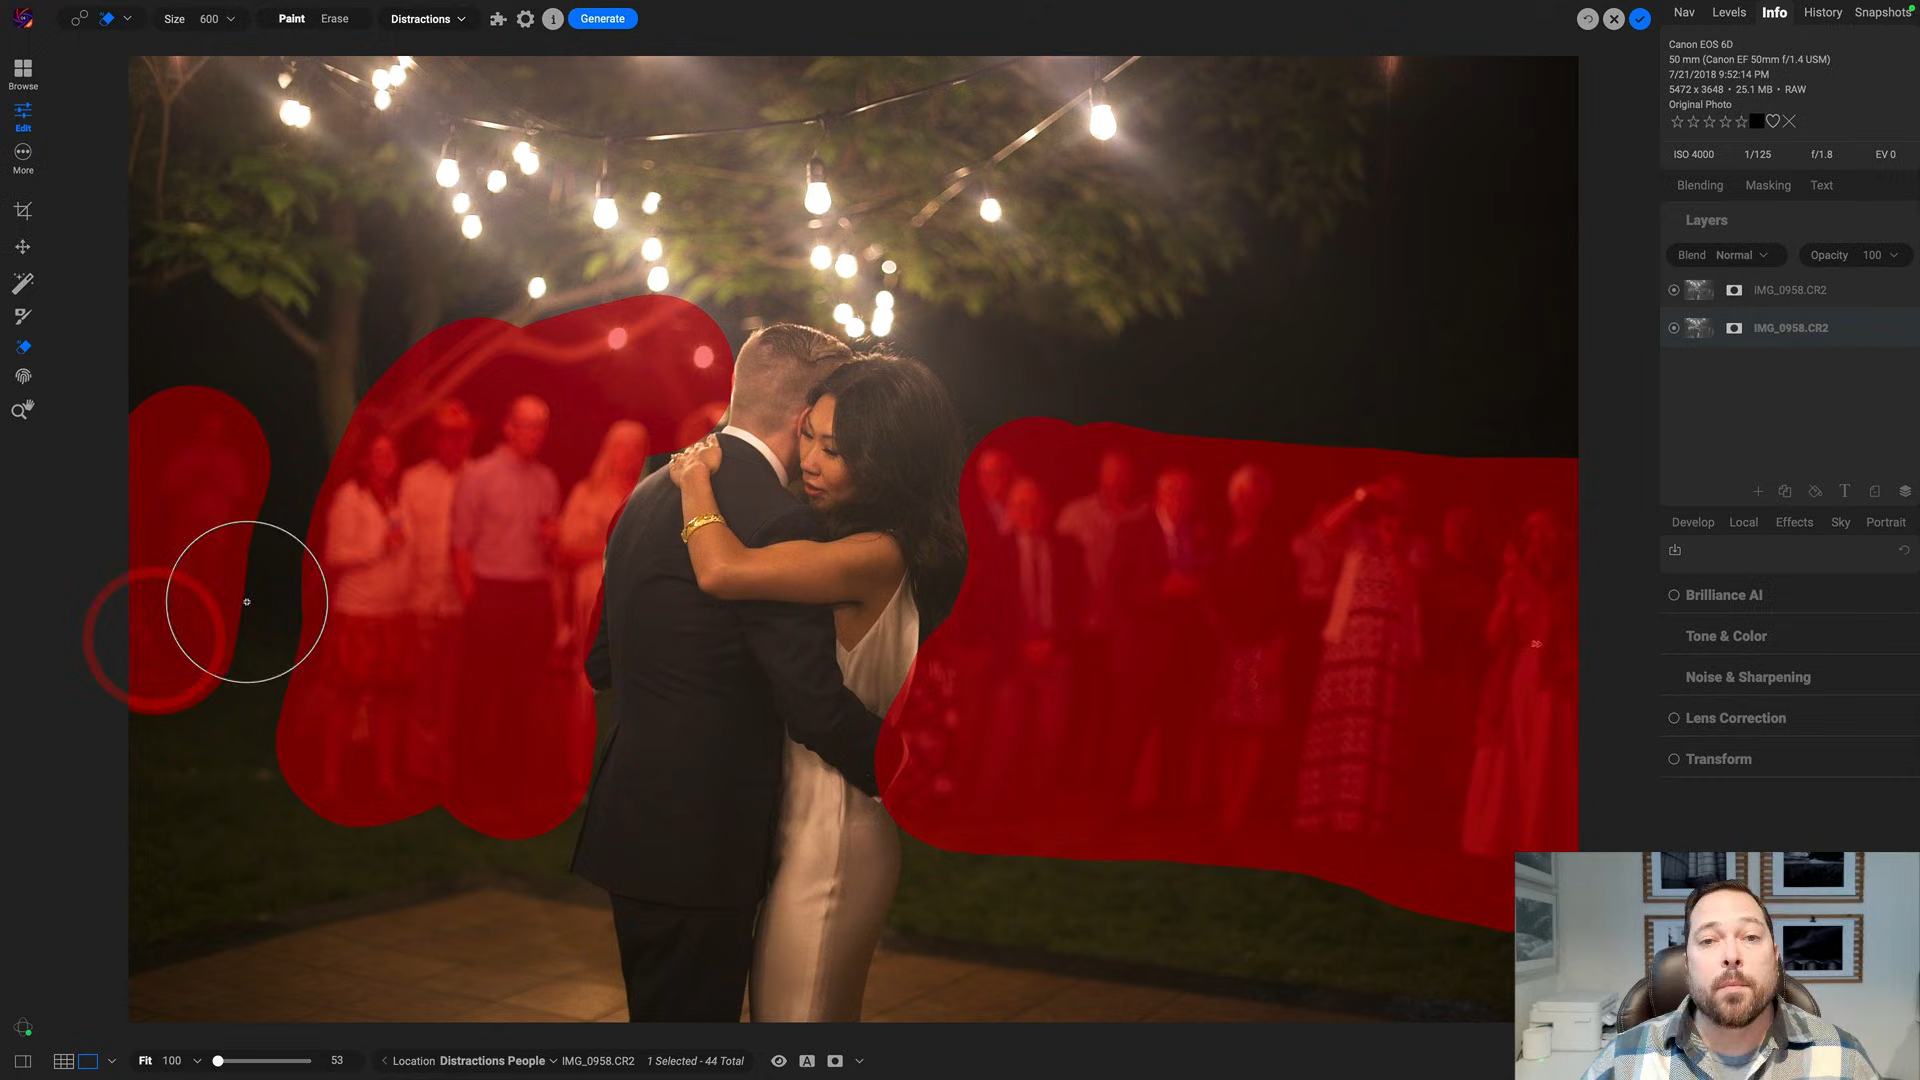 Size 600 Paint Erase Distractions Generate
Nav Levels Info History Snapshots
Canon EOS 6D
50 mm (Canon EF 50mm f/1.4 USM)
7/21/2018 9:52:14 PM
5472 x 3648 • 25.1 MB • RAW
Original Photo
ISO 4000 1/125 f/1.8 EV 0
Blending Masking Text
Layers
Blend Normal Opacity 100
IMG_0958.CR2
IMG_0958.CR2
Develop Local Effects Sky Portrait
Brilliance AI
Tone & Color
Noise & Sharpening
Lens Correction
Transform
Browse
Edit
More
Fit 100 53 Location Distractions People IMG_0958.CR2 1 Selected - 44 Total